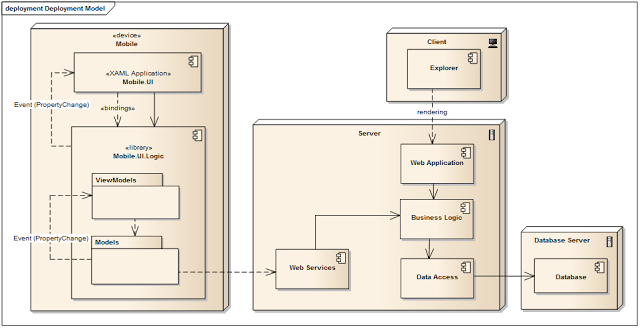 deployment Deployment Model
«device»
Mobile
«XAML Application»
Mobile.UI
Event (PropertyChange)
«bindings»
«library»
Mobile.UI.Logic
ViewModels
Event (PropertyChange)
Models
Client
Explorer
rendering
Server
Web Application
Business Logic
Web Services
Data Access
Database Server
Database